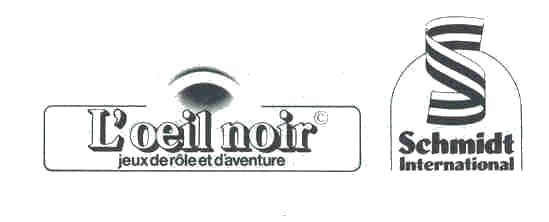 L'oeil noir©
jeux de rôle et d'aventure
Schmidt
International